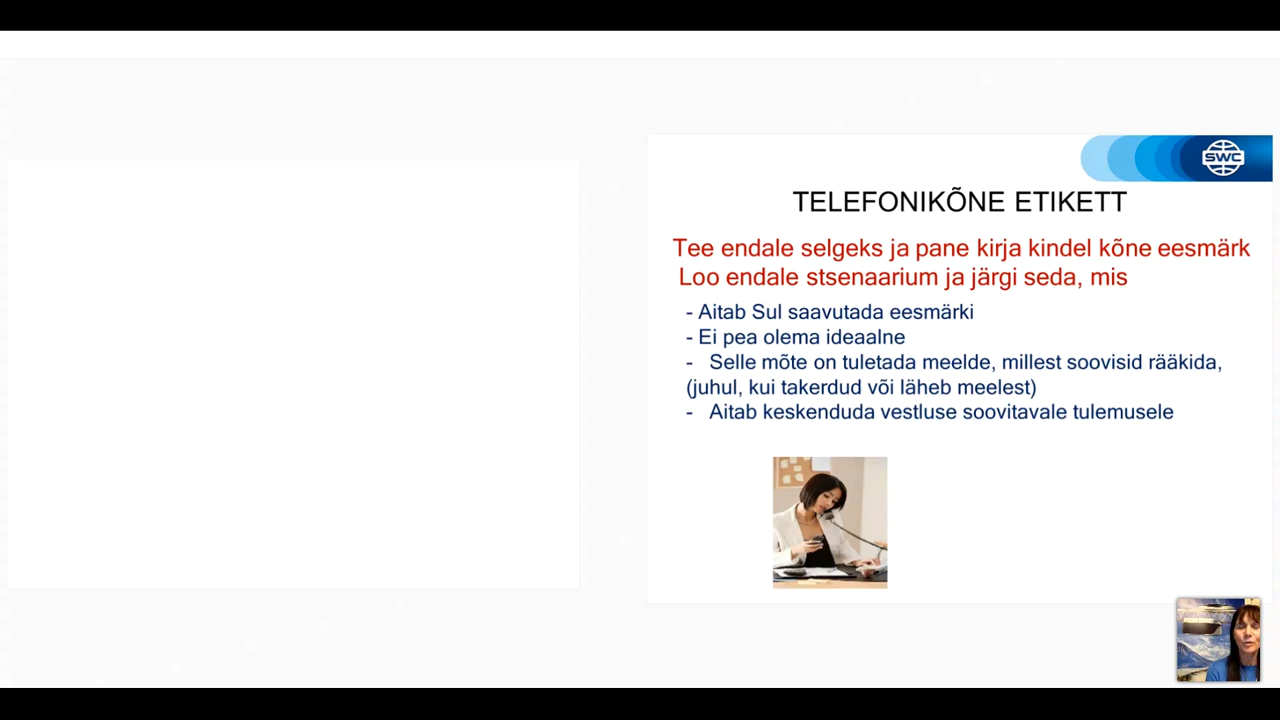 SWC
TELEFONIKÕNE ETIKETT
Tee endale selgeks ja pane kirja kindel kõne eesmärk
Loo endale stsenaarium ja järgi seda, mis
- Aitab Sul saavutada eesmärki
- Ei pea olema ideaalne
- Selle mõte on tuletada meelde, millest soovisid rääkida,
(juhul, kui takerdud või läheb meelest)
- Aitab keskenduda vestluse soovitavale tulemusele